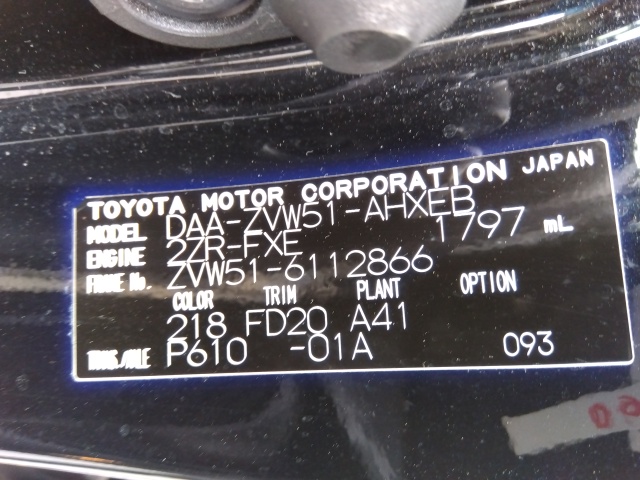 TOYOTA MOTOR CORPORATION JAPAN
MODEL DAA-ZVW51-AHXEB
ENGINE 2ZR-FXE 1797 mL
FRAME No. ZVW51-6112866
COLOR TRIM PLANT OPTION
218 FD20 A41
TRANS./AXLE P610 -01A 093